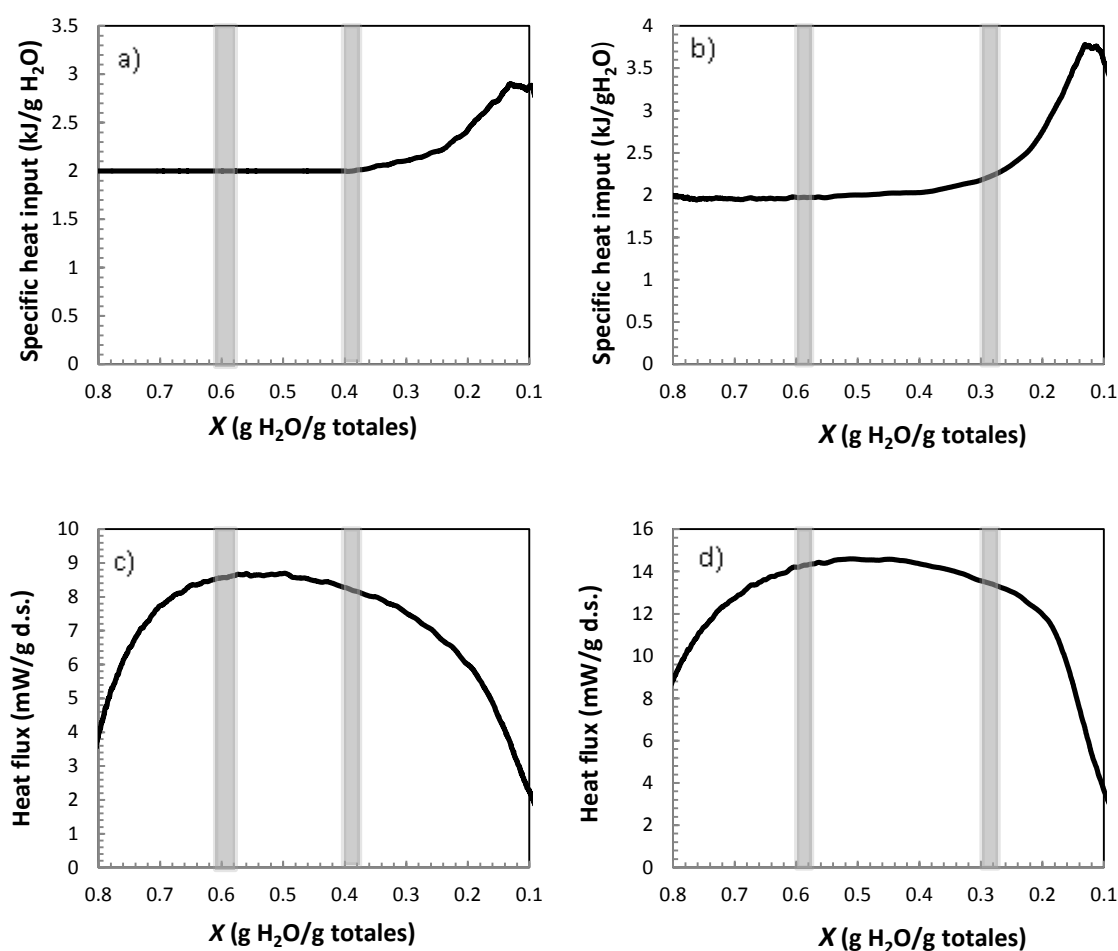 a)
Specific heat input (kJ/g H₂O)
3.5
3
2.5
2
1.5
1
0.5
0
0.8 0.7 0.6 0.5 0.4 0.3 0.2 0.1
X (g H₂O/g totales)
b)
Specific heat imput (kJ/gH₂O)
4
3.5
3
2.5
2
1.5
1
0.5
0
0.8 0.7 0.6 0.5 0.4 0.3 0.2 0.1
X (g H₂O/g totales)
c)
Heat flux (mW/g d.s.)
10
9
8
7
6
5
4
3
2
1
0
0.8 0.7 0.6 0.5 0.4 0.3 0.2 0.1
X (g H₂O/g totales)
d)
Heat flux (mW/g d.s.)
16
14
12
10
8
6
4
2
0
0.8 0.7 0.6 0.5 0.4 0.3 0.2 0.1
X (g H₂O/g totales)